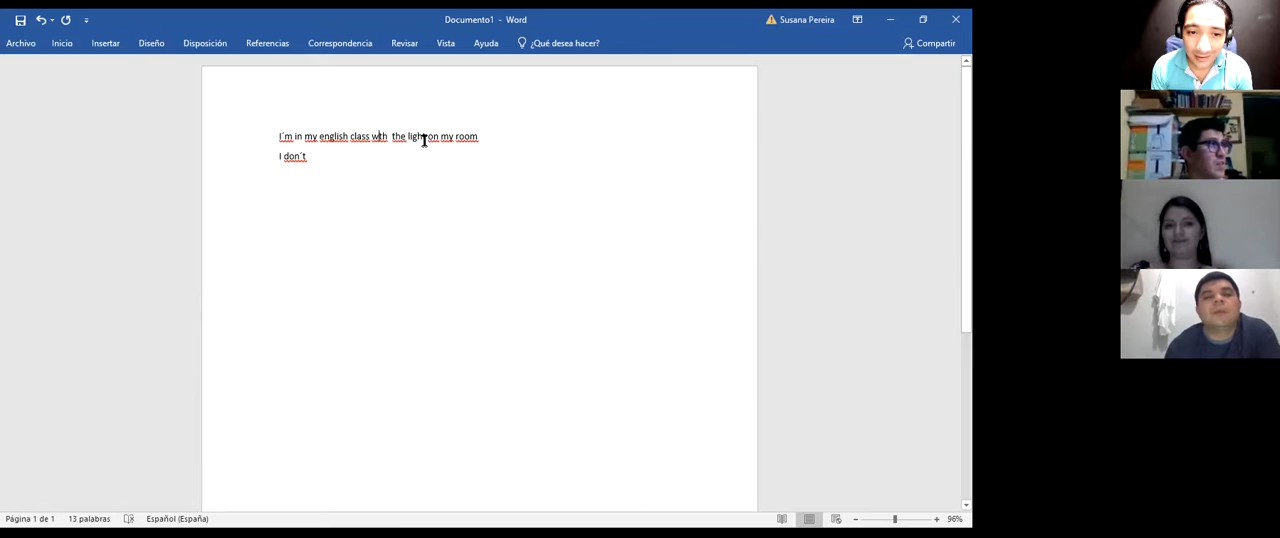 Documento1 - Word
Susana Pereira
Archivo Inicio Insertar Diseño Disposición Referencias Correspondencia Revisar Vista Ayuda ¿Qué desea hacer? Compartir
I´m in my english class wth the light on my room
I don´t
Página 1 de 1 13 palabras Español (España) 96%